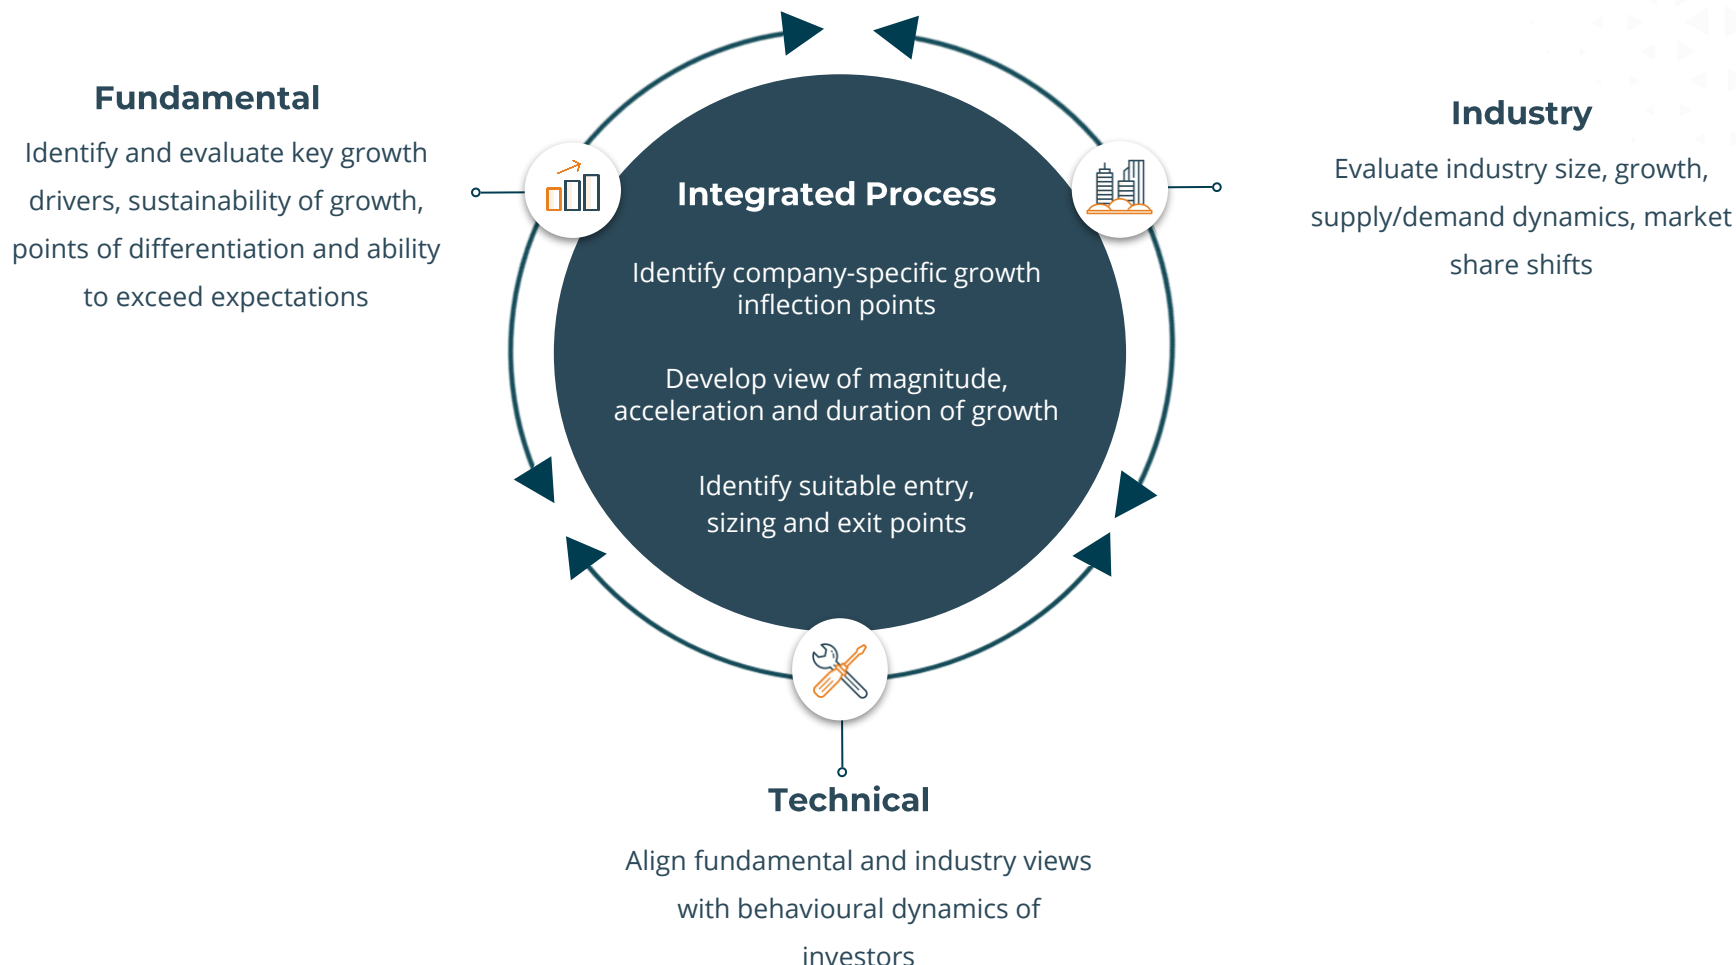 Fundamental
Identify and evaluate key growth
drivers, sustainability of growth,
points of differentiation and ability
to exceed expectations
Integrated Process
Identify company-specific growth
inflection points
Develop view of magnitude,
acceleration and duration of growth
Identify suitable entry,
sizing and exit points
Industry
Evaluate industry size, growth,
supply/demand dynamics, market
share shifts
Technical
Align fundamental and industry views
with behavioural dynamics of
investors